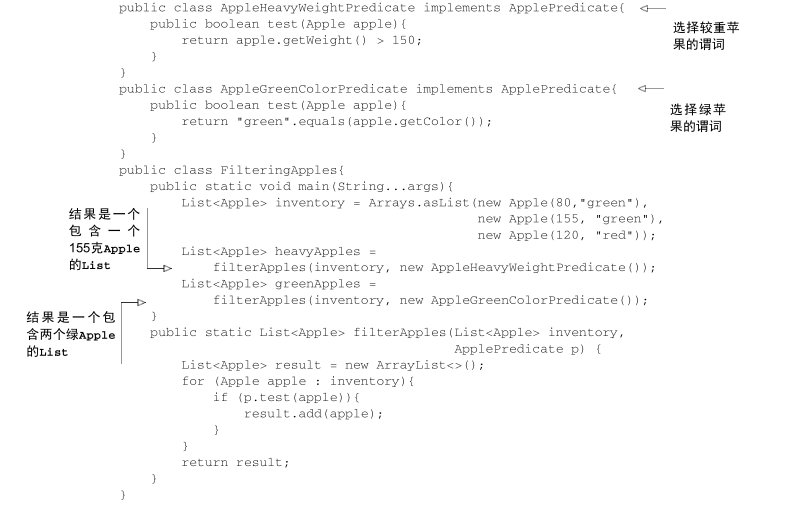 public class AppleHeavyWeightPredicate implements ApplePredicate{
选择较重苹
果的谓词
public boolean test(Apple apple){
return apple.getWeight() > 150;
}
}
public class AppleGreenColorPredicate implements ApplePredicate{
选择绿苹
果的谓词
public boolean test(Apple apple){
return "green".equals(apple.getColor());
}
}
public class FilteringApples{
public static void main(String...args){
List<Apple> inventory = Arrays.asList(new Apple(80,"green"),
new Apple(155, "green"),
new Apple(120, "red"));
结果是一个
包含一个
155克Apple
的List
List<Apple> heavyApples =
filterApples(inventory, new AppleHeavyWeightPredicate());
List<Apple> greenApples =
filterApples(inventory, new AppleGreenColorPredicate());
结果是一个包
含两个绿Apple
的List
}
public static List<Apple> filterApples(List<Apple> inventory,
ApplePredicate p) {
List<Apple> result = new ArrayList<>();
for (Apple apple : inventory){
if (p.test(apple)){
result.add(apple);
}
}
return result;
}
}